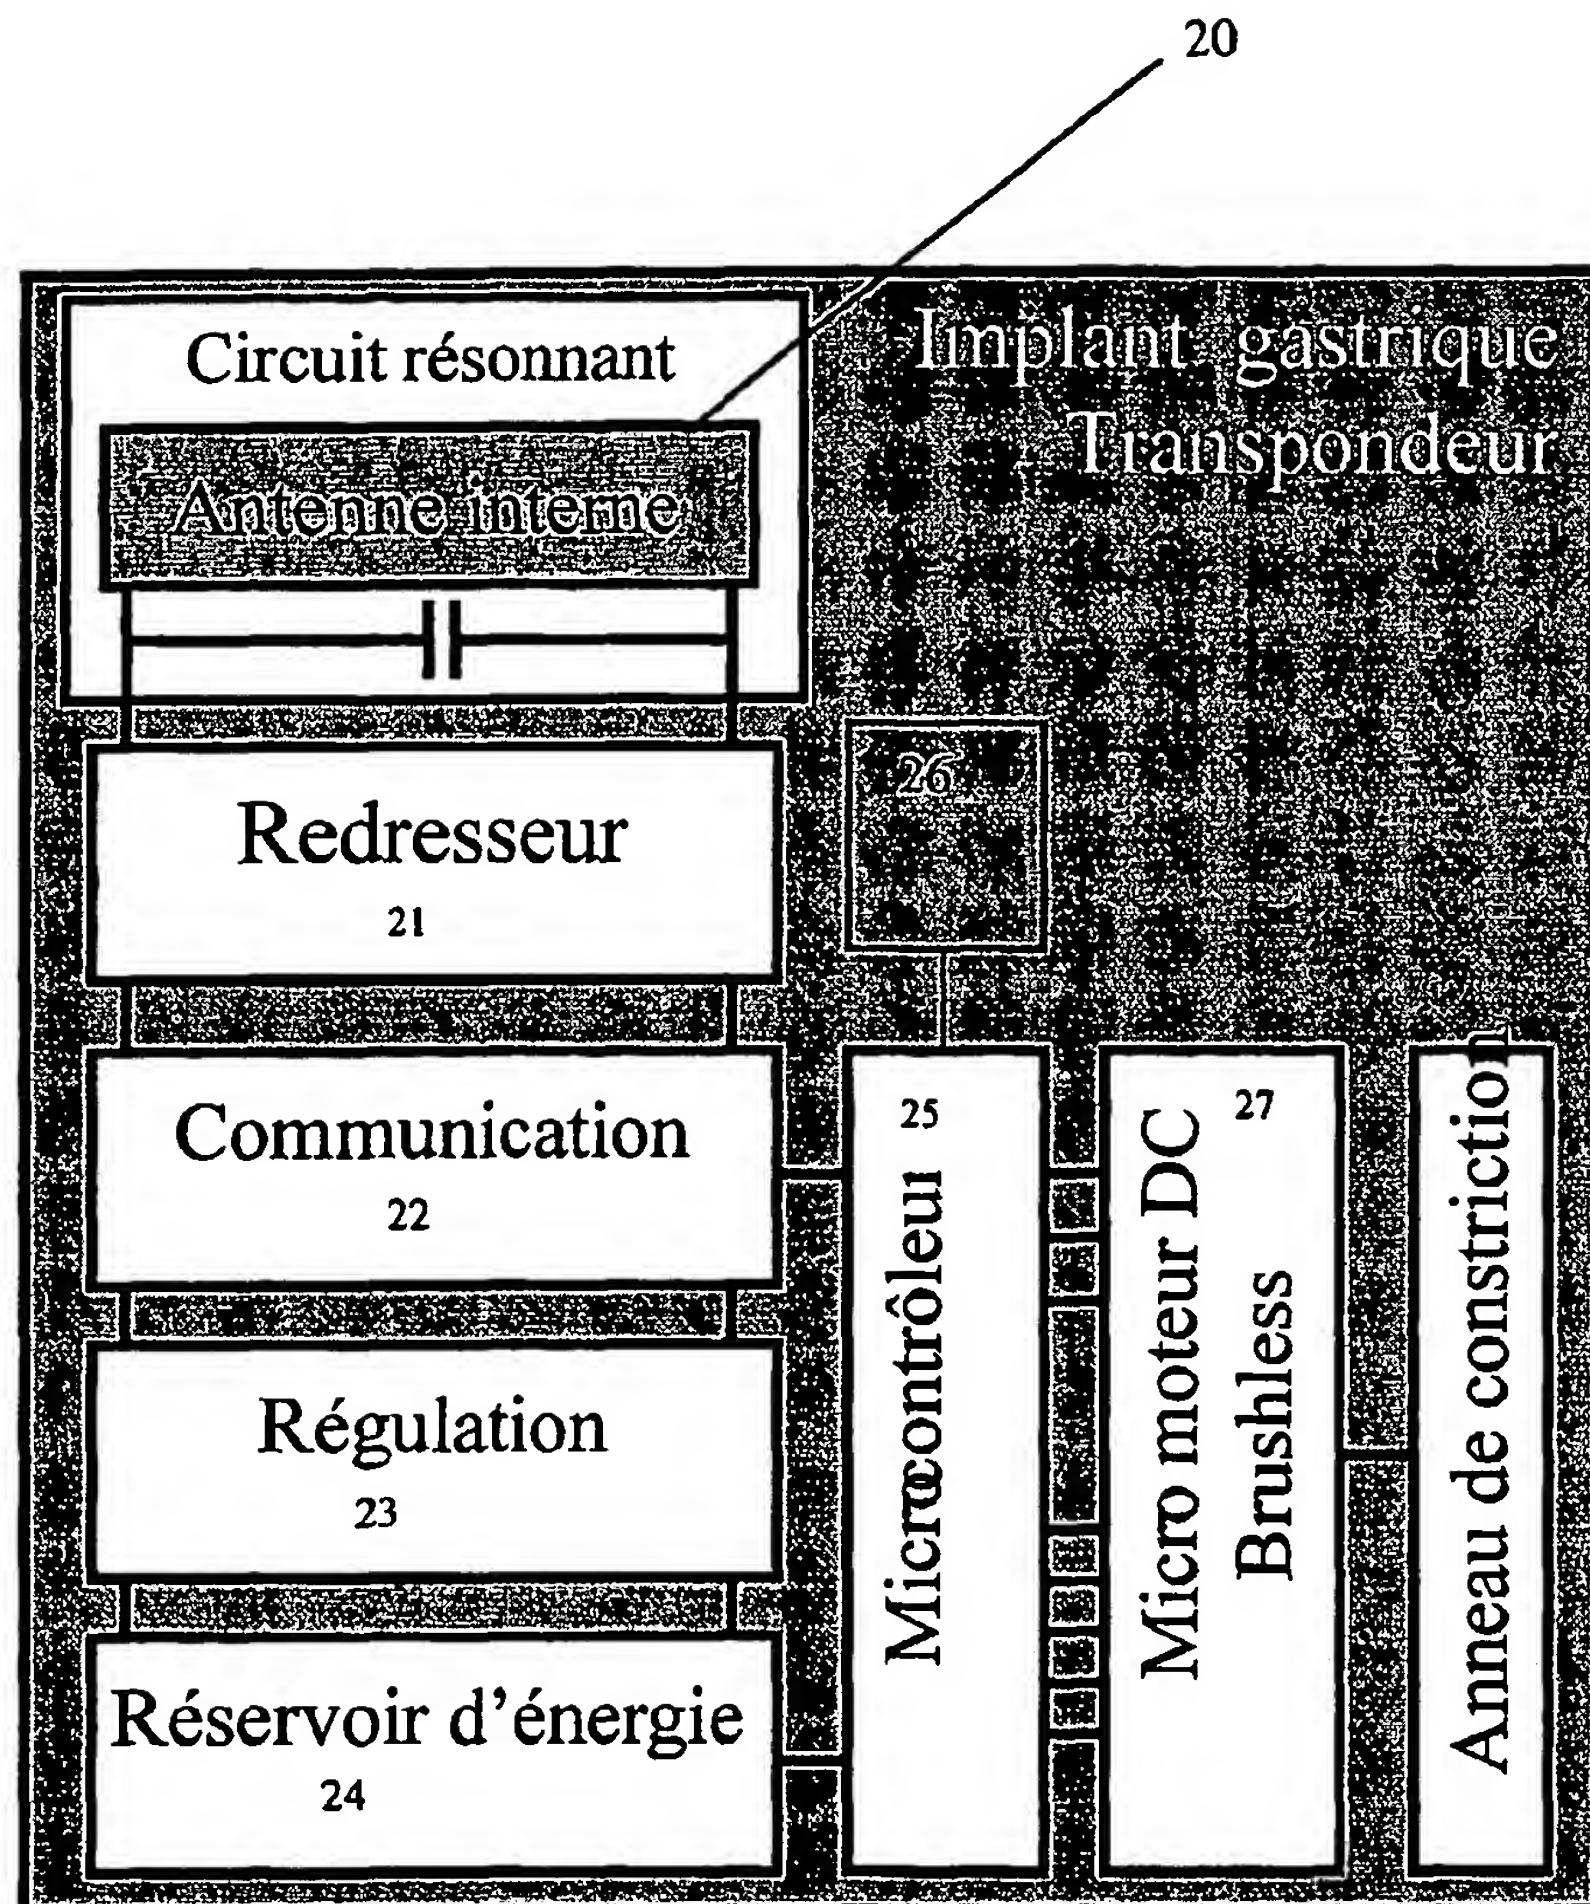 20
Circuit résonnant
Implant gastrique
Transpondeur
Antenne interne
Redresseur
21
26
Communication
22
Régulation
23
Réservoir d'énergie
24
25
Microcontrôleur
27
Micro moteur DC
Brushless
Anneau de constriction